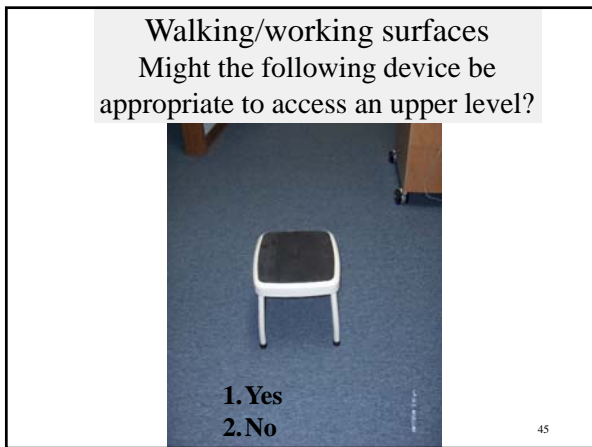 Walking/working surfaces
Might the following device be
appropriate to access an upper level?
1.Yes
2.No
45